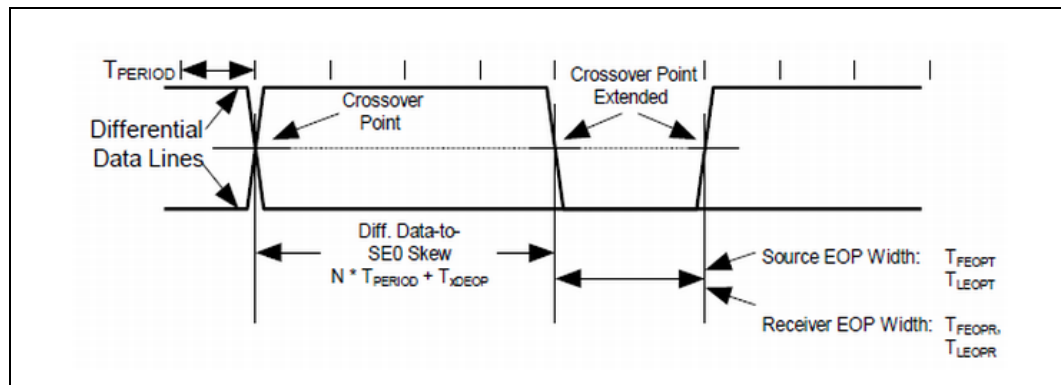 TPERIOD
Differential
Data Lines
Crossover
Point
Crossover Point
Extended
Diff. Data-to-
SE0 Skew
N * TPERIOD + TxDEOP
Source EOP Width: TFEOPT
TLEOPT
Receiver EOP Width: TFEOPR,
TLEOPR